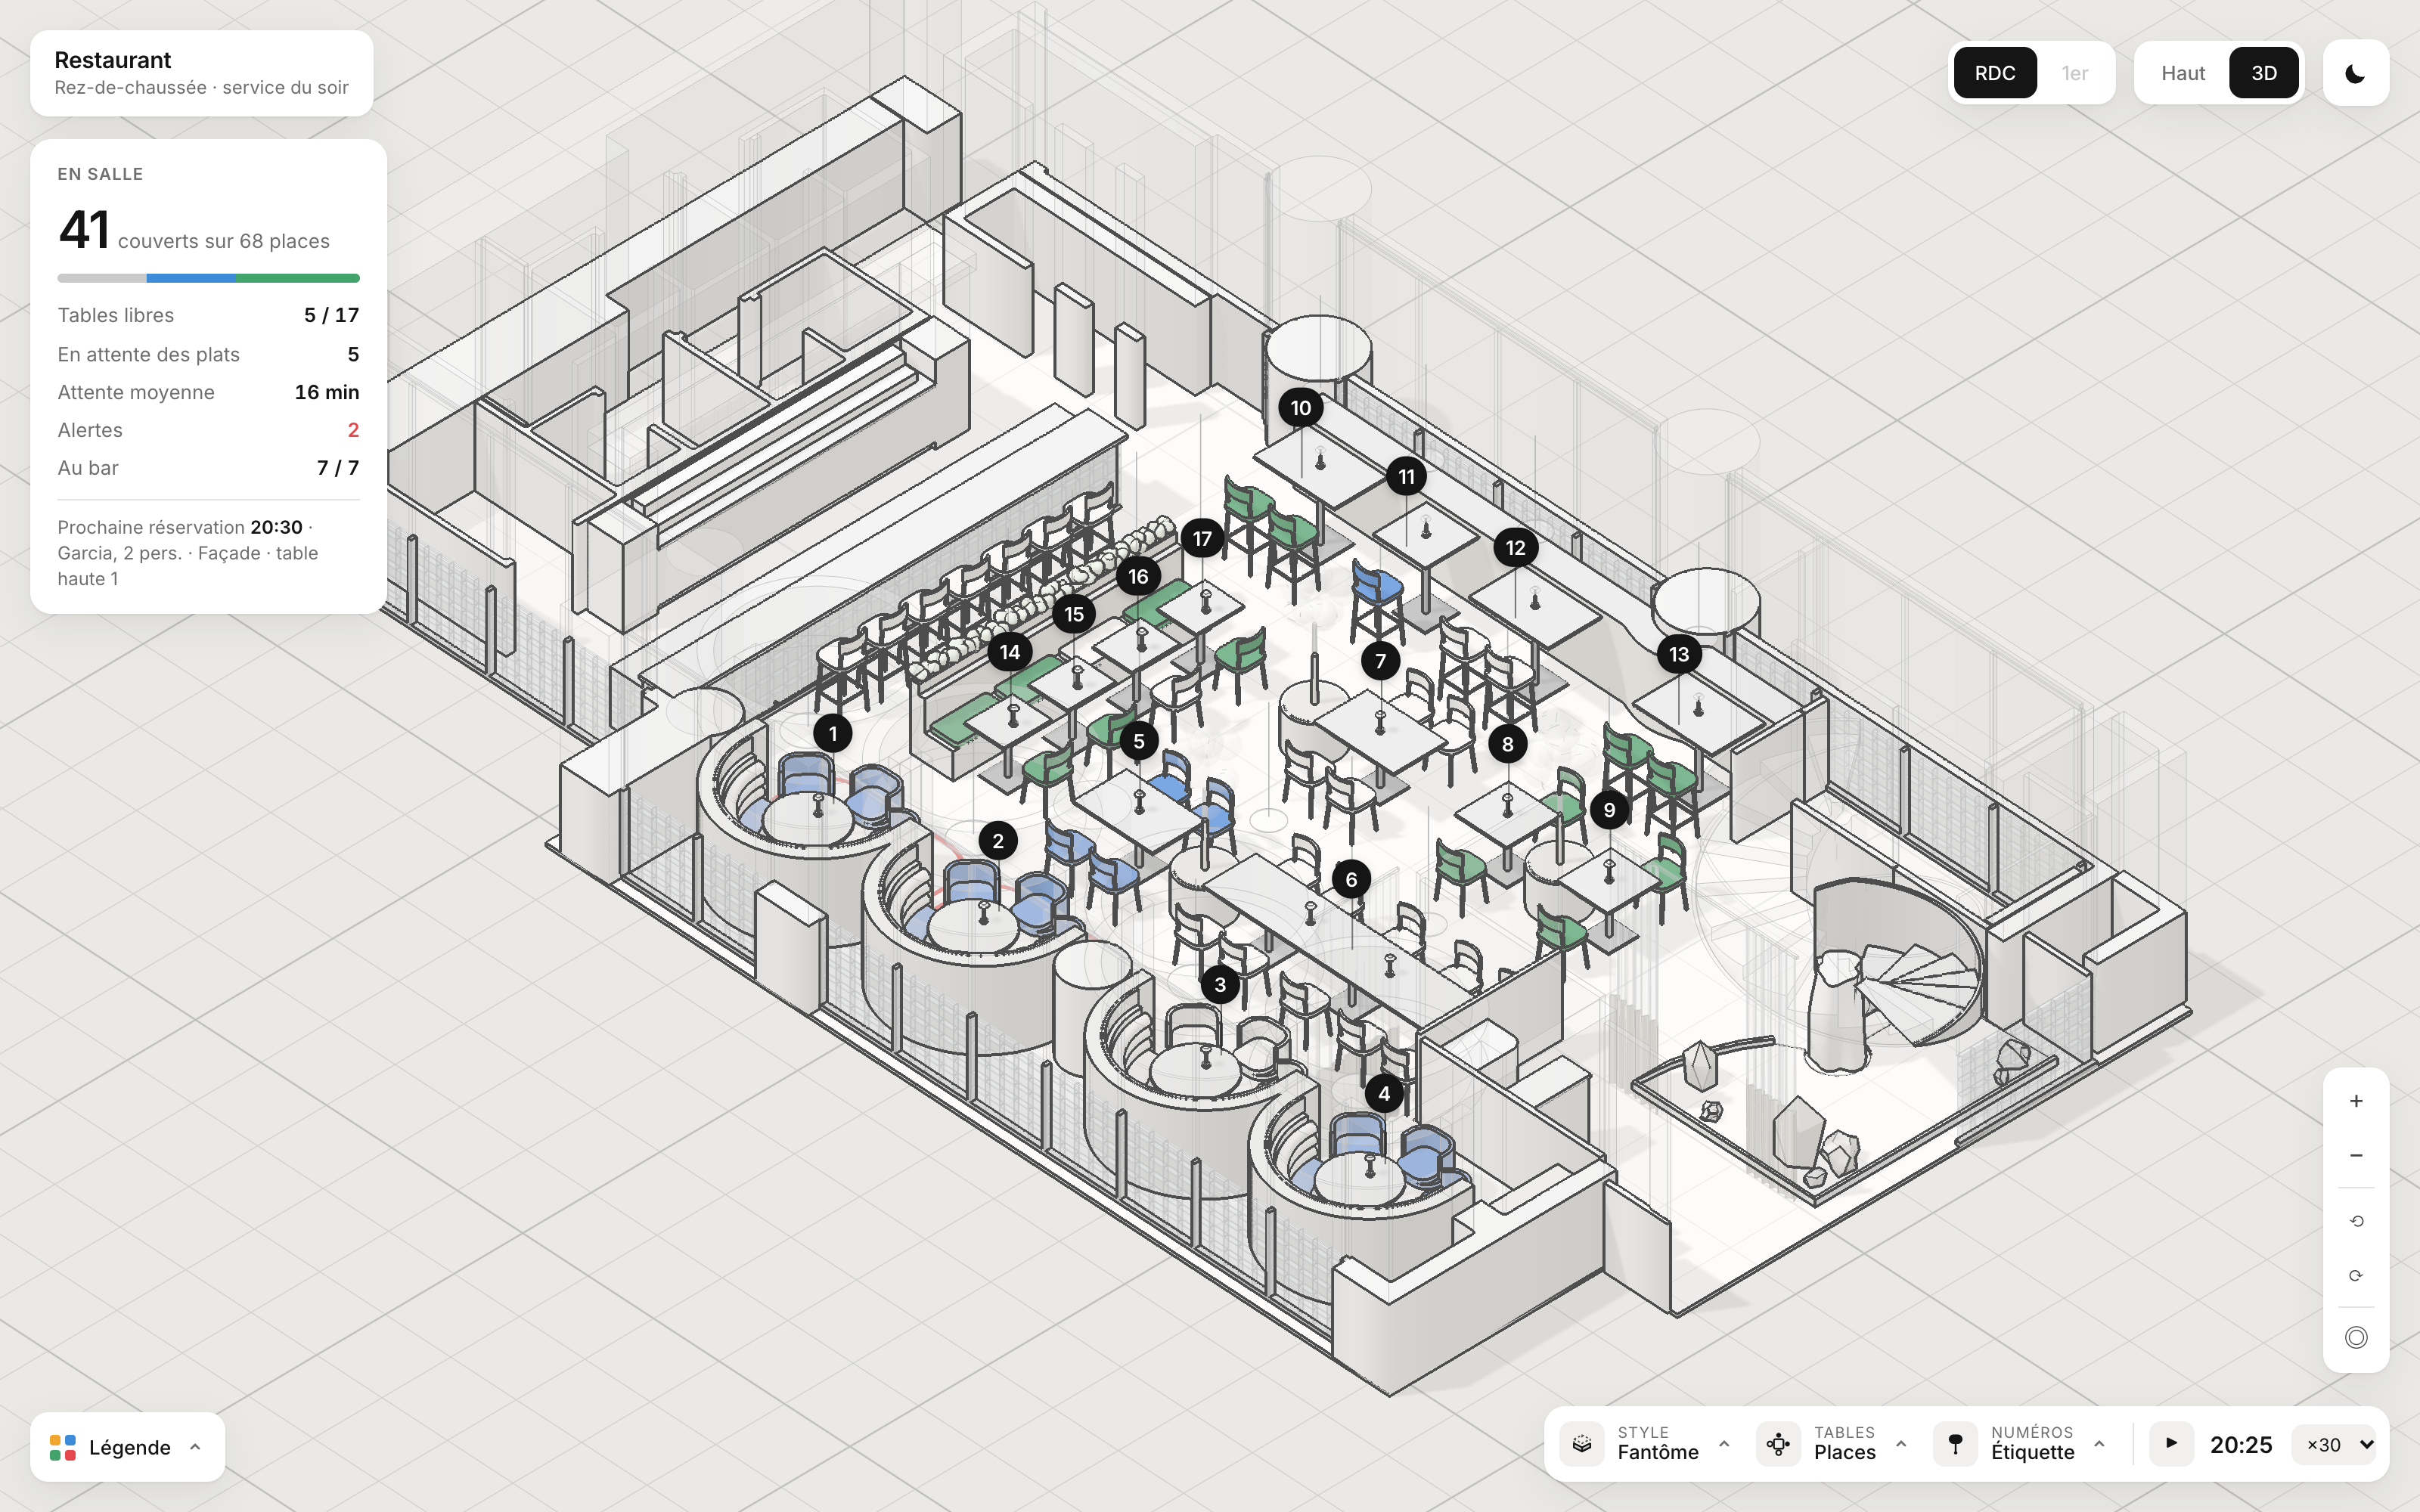 Restaurant
Rez-de-chaussée · service du soir
RDC 1er
Haut 3D
EN SALLE
41 couverts sur 68 places
Tables libres 5 / 17
En attente des plats 5
Attente moyenne 16 min
Alertes 2
Au bar 7 / 7
Prochaine réservation 20:30 ·
Garcia, 2 pers. · Façade · table
haute 1
10
11
17
12
16
15
14
13
7
1
5
8
9
2
6
3
4
Légende
STYLE
Fantôme
TABLES
Places
NUMÉROS
Étiquette
20:25
×30